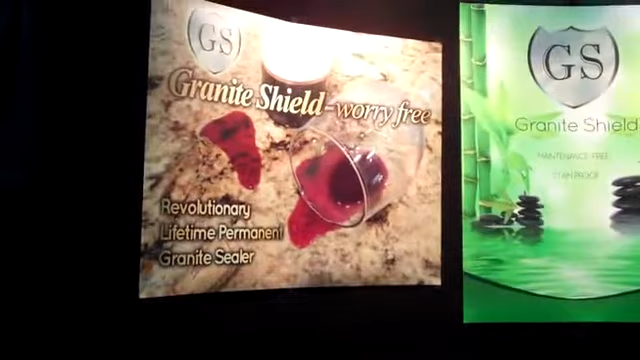 GS
Granite Shield - worry free
Revolutionary
Lifetime Permanent
Granite Sealer
GS
Granite Shield
MAINTENANCE FREE
STAIN PROOF